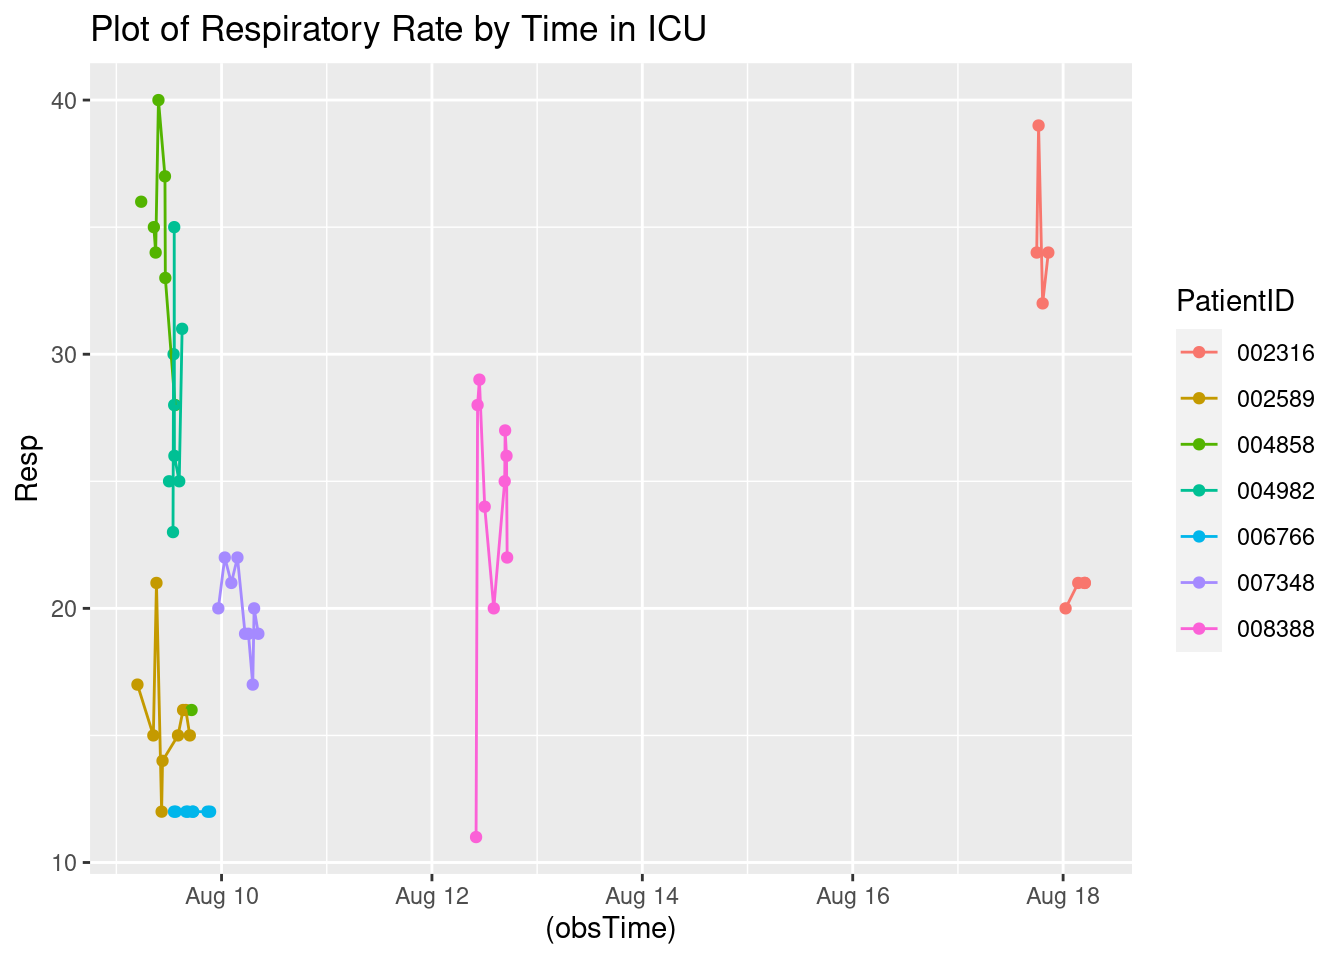 Plot of Respiratory Rate by Time in ICU
40
30
20
10
Resp
Aug 10
Aug 12
Aug 14
Aug 16
Aug 18
(obsTime)
PatientID
002316
002589
004858
004982
006766
007348
008388